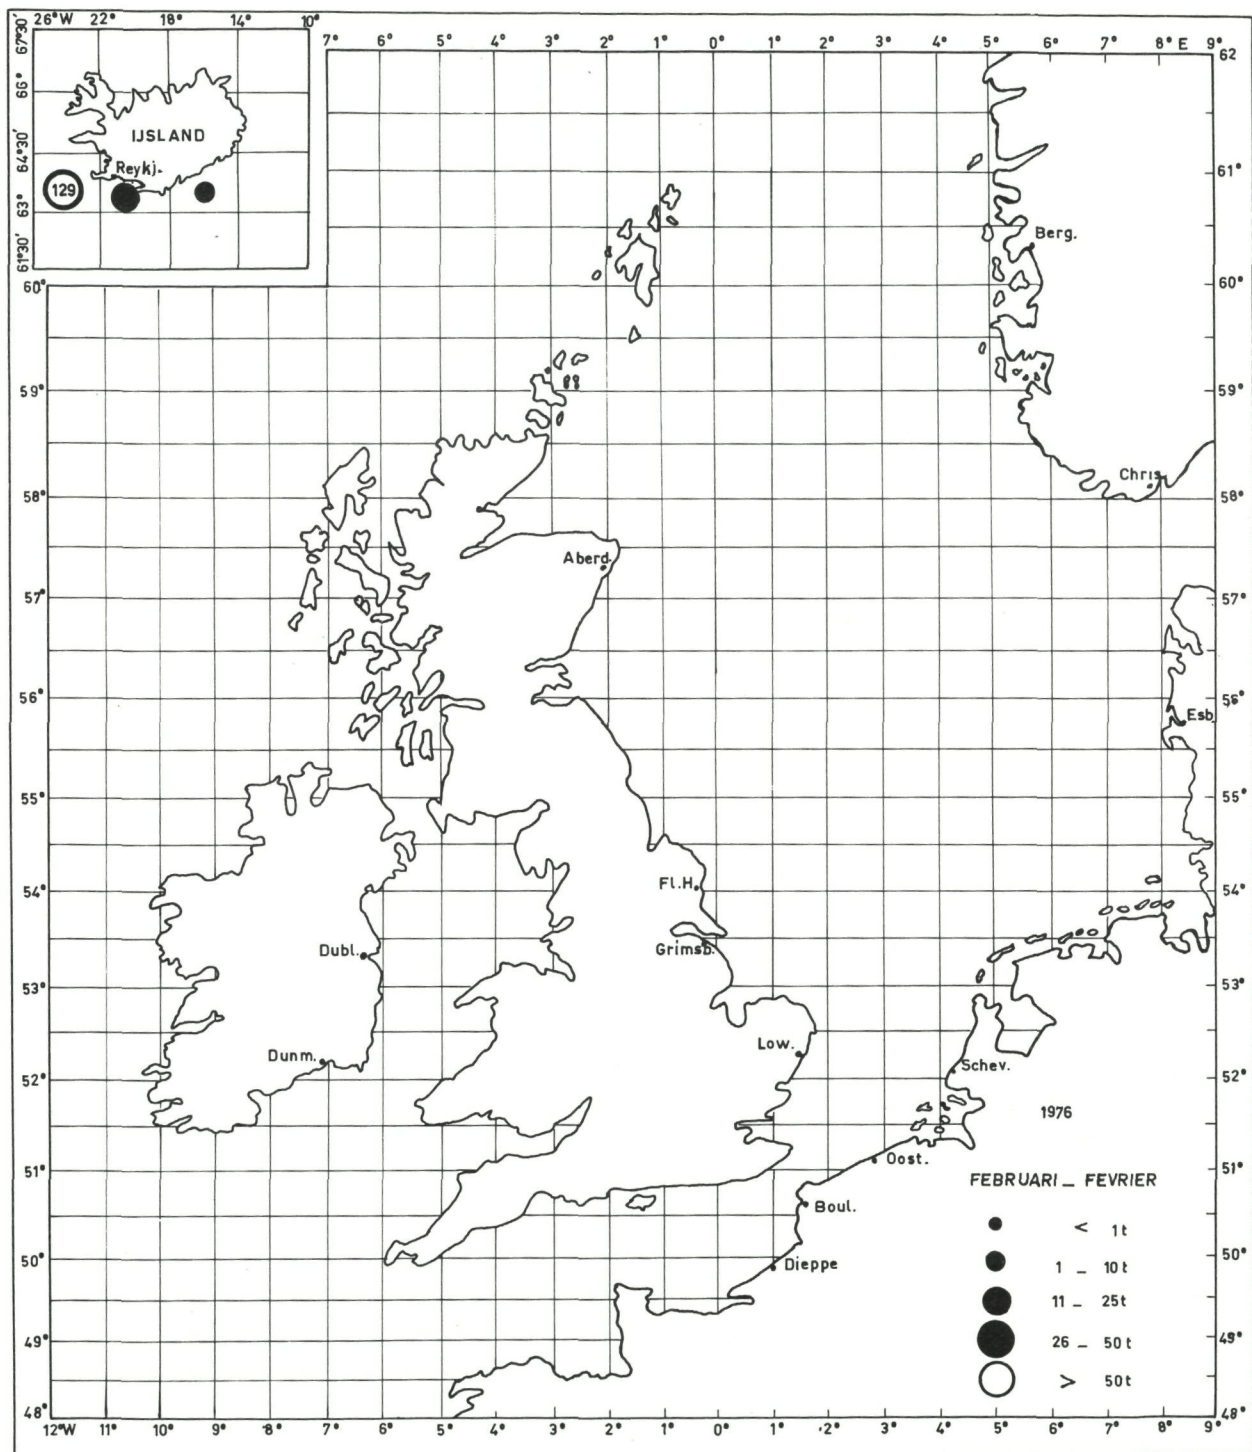 26°W 22° 18° 14° 10°
67°30'
66°
64°30'
63°
61°30'
IJSLAND
Reykj.
129
7° 6° 5° 4° 3° 2° 1° 0° 1° 2° 3° 4° 5° 6° 7° 8° E 9°
62
61°
60° 60°
59° 59°
58° 58°
57° 57°
56° 56°
55° 55°
54° 54°
53° 53°
52° 52°
51° 51°
50° 50°
49° 49°
48° 48°
Berg.
Chris.
Aberd.
Esb
Fl.H.
Grimsb.
Dubl.
Dunm.
Low.
Schev.
Oost.
Boul.
Dieppe
1976
FEBRUARI _ FEVRIER
< 1t
1 _ 10t
11 _ 25t
26 _ 50t
> 50t
12°W 11° 10° 9° 8° 7° 6° 5° 4° 3° 2° 1° 0° 1° 2° 3° 4° 5° 6° 7° 8° 9°